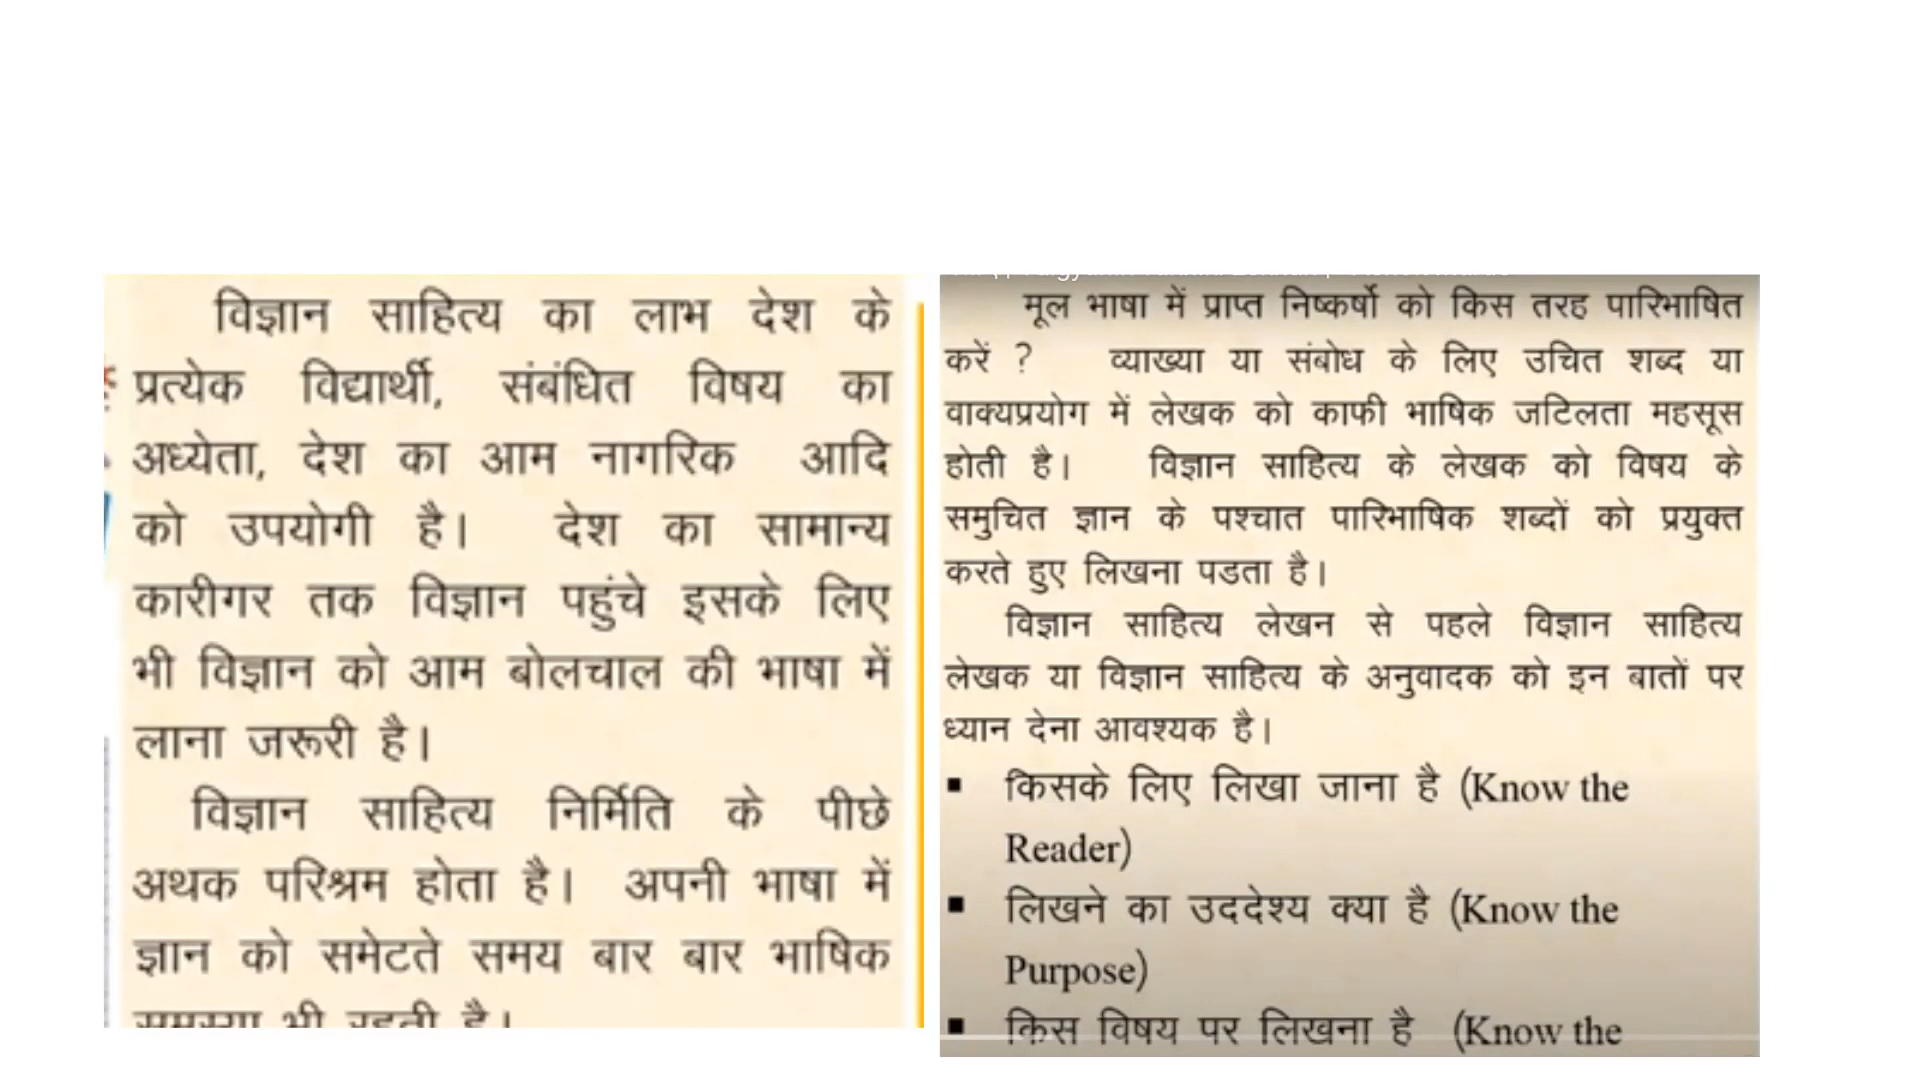 विज्ञान साहित्य का लाभ देश के
प्रत्येक विद्यार्थी, संबंधित विषय का
अध्येता, देश का आम नागरिक आदि
को उपयोगी है। देश का सामान्य
कारीगर तक विज्ञान पहुंचे इसके लिए
भी विज्ञान को आम बोलचाल की भाषा में
लाना जरूरी है।
विज्ञान साहित्य निर्मिति के पीछे
अथक परिश्रम होता है। अपनी भाषा में
ज्ञान को समेटते समय बार बार भाषिक
समस्या भी रहती है।
मूल भाषा में प्राप्त निष्कर्षो को किस तरह पारिभाषित
करें ? व्याख्या या संबोध के लिए उचित शब्द या
वाक्यप्रयोग में लेखक को काफी भाषिक जटिलता महसूस
होती है। विज्ञान साहित्य के लेखक को विषय के
समुचित ज्ञान के पश्चात पारिभाषिक शब्दों को प्रयुक्त
करते हुए लिखना पडता है।
विज्ञान साहित्य लेखन से पहले विज्ञान साहित्य
लेखक या विज्ञान साहित्य के अनुवादक को इन बातों पर
ध्यान देना आवश्यक है।
▪ किसके लिए लिखा जाना है (Know the
Reader)
▪ लिखने का उददेश्य क्या है (Know the
Purpose)
▪ किस विषय पर लिखना है (Know the